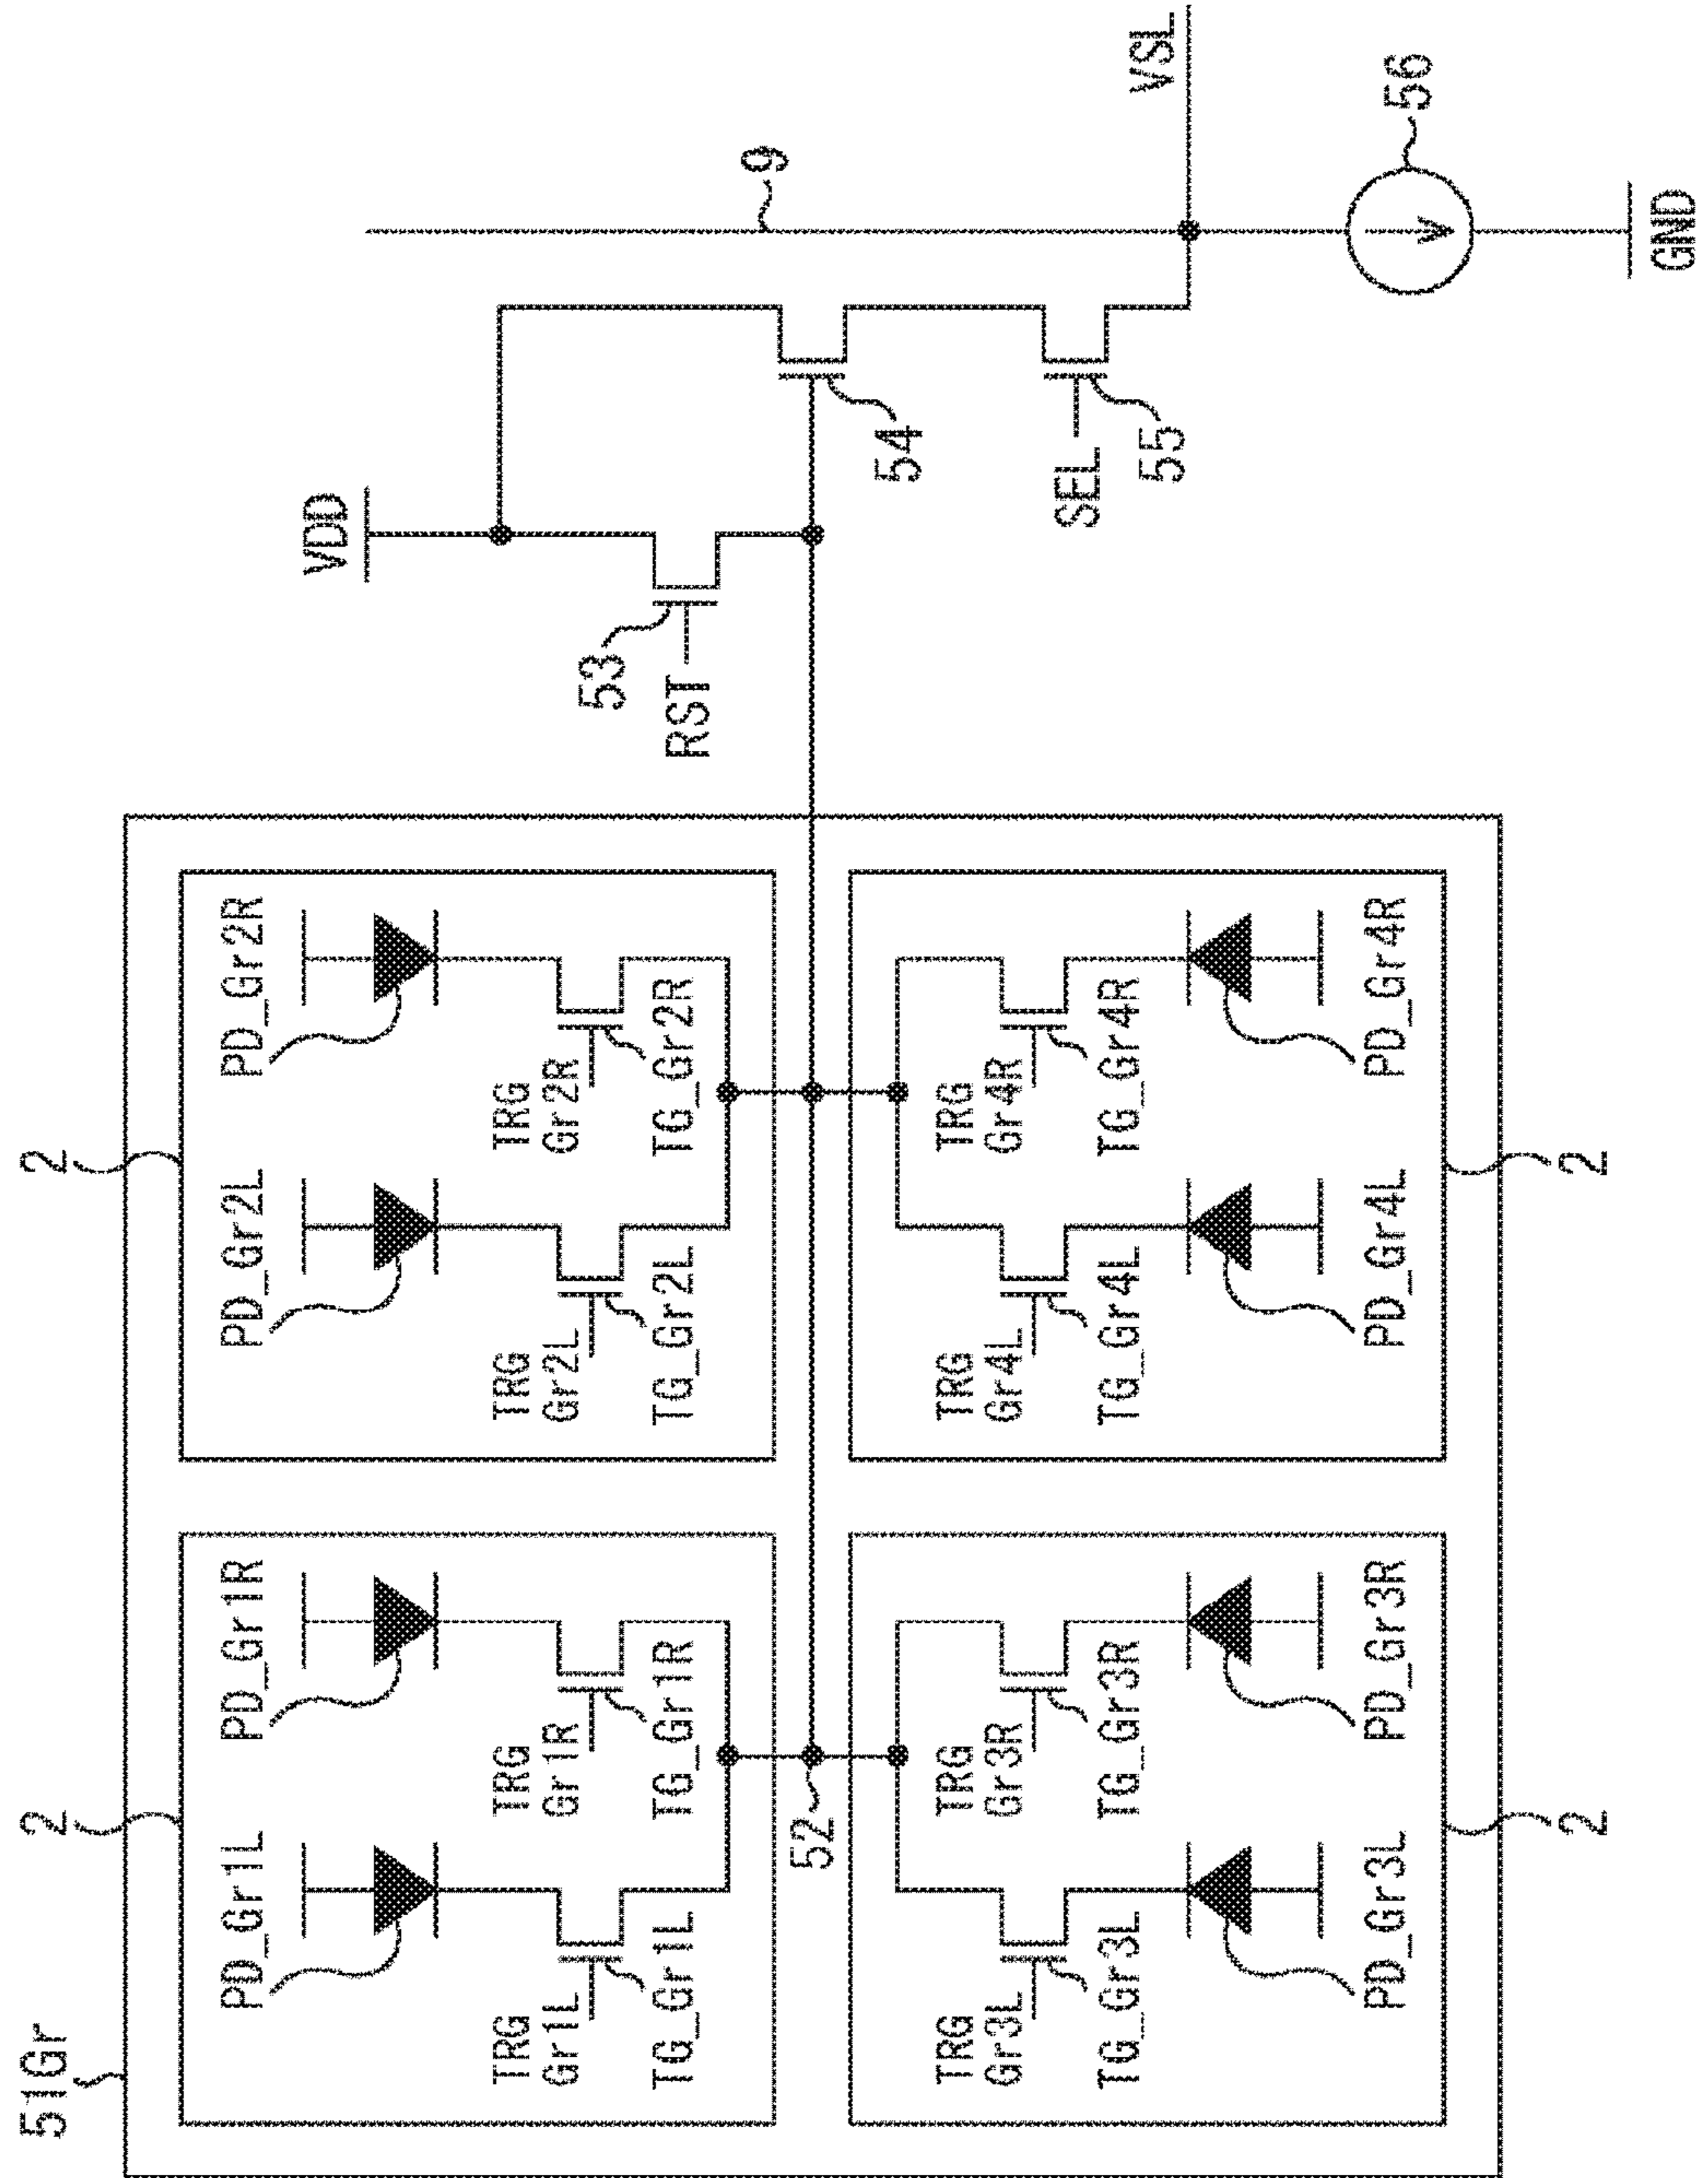 51Gr
2
2
PD_Gr1L
PD_Gr1R
PD_Gr2L
PD_Gr2R
TRG
Gr1L
TG_Gr1L
TRG
Gr1R
TG_Gr1R
TRG
Gr2L
TG_Gr2L
TRG
Gr2R
TG_Gr2R
52
TRG
Gr3L
TG_Gr3L
TRG
Gr3R
TG_Gr3R
TRG
Gr4L
TG_Gr4L
TRG
Gr4R
TG_Gr4R
PD_Gr3L
PD_Gr3R
PD_Gr4L
PD_Gr4R
2
2
VDD
53
RST
9
54
SEL
55
VSL
56
GND